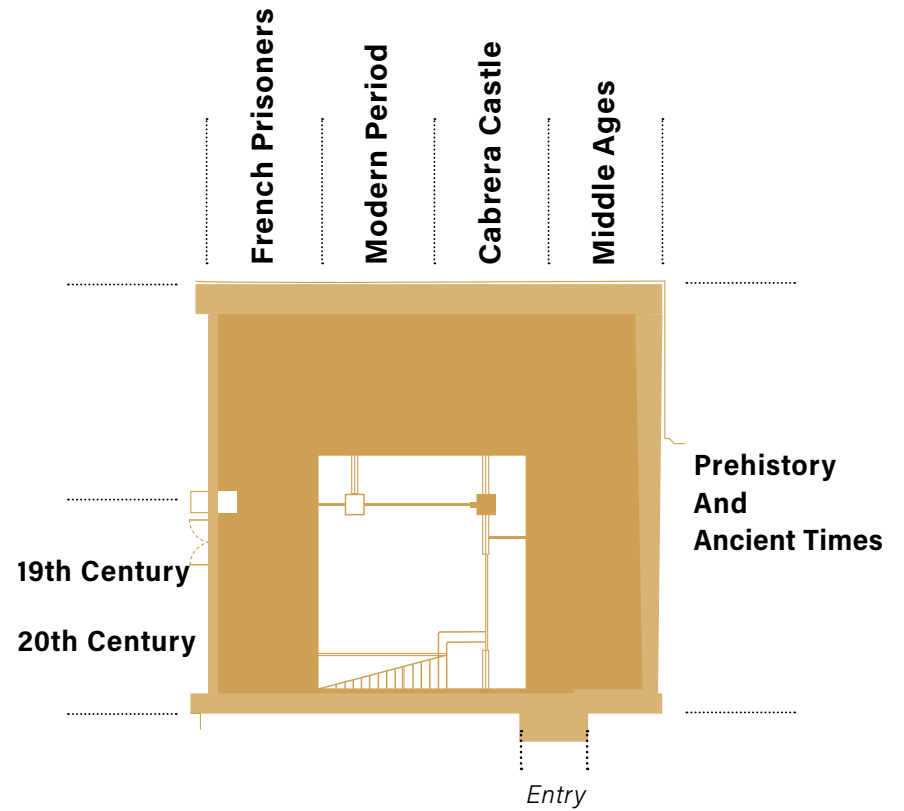 French Prisoners
Modern Period
Cabrera Castle
Middle Ages
Prehistory
And
Ancient Times
19th Century
20th Century
Entry